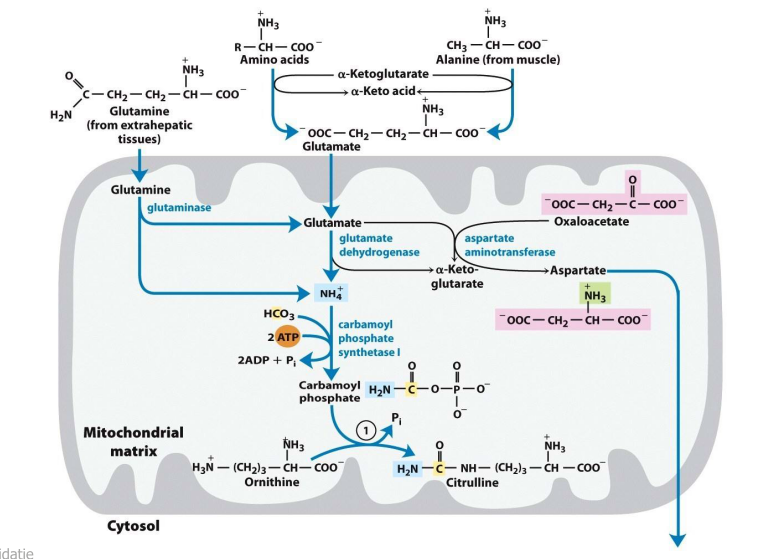 +
NH3
R — CH — COO−
Amino acids
+
NH3
CH3 — CH — COO−
Alanine (from muscle)
α-Ketoglutarate
α-Keto acid
O
+
NH3
C — CH2 — CH2 — CH — COO−
H2N
Glutamine
(from extrahepatic
tissues)
+
NH3
−OOC — CH2 — CH2 — CH — COO−
Glutamate
Glutamine
glutaminase
Glutamate
glutamate
dehydrogenase
aspartate
aminotransferase
O
−OOC — CH2 — C — COO−
Oxaloacetate
α-Keto-
glutarate
Aspartate
+
NH3
−OOC — CH2 — CH — COO−
NH4+
HCO3
2 ATP
2ADP + Pi
carbamoyl
phosphate
synthetase I
Carbamoyl
phosphate
O O
H2N — C — O — P — O−
O−
1
Pi
Mitochondrial
matrix
+
NH3
H3N+ — (CH2)3 — CH — COO−
Ornithine
O
+
NH3
H2N — C — NH — (CH2)3 — CH — COO−
Citrulline
Cytosol
idatie